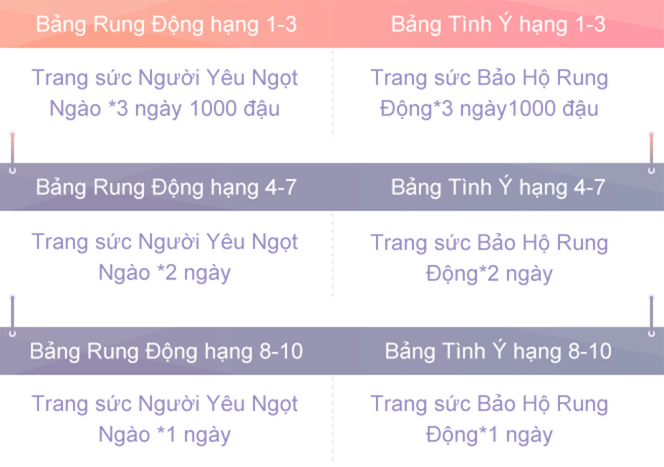 Bảng Rung Động hạng 1-3
Bảng Tình Ý hạng 1-3
Trang sức Người Yêu Ngọt
Ngào *3 ngày 1000 đậu
Trang sức Bảo Hộ Rung
Động*3 ngày1000 đậu
Bảng Rung Động hạng 4-7
Bảng Tình Ý hạng 4-7
Trang sức Người Yêu Ngọt
Ngào *2 ngày
Trang sức Bảo Hộ Rung
Động*2 ngày
Bảng Rung Động hạng 8-10
Bảng Tình Ý hạng 8-10
Trang sức Người Yêu Ngọt
Ngào *1 ngày
Trang sức Bảo Hộ Rung
Động*1 ngày